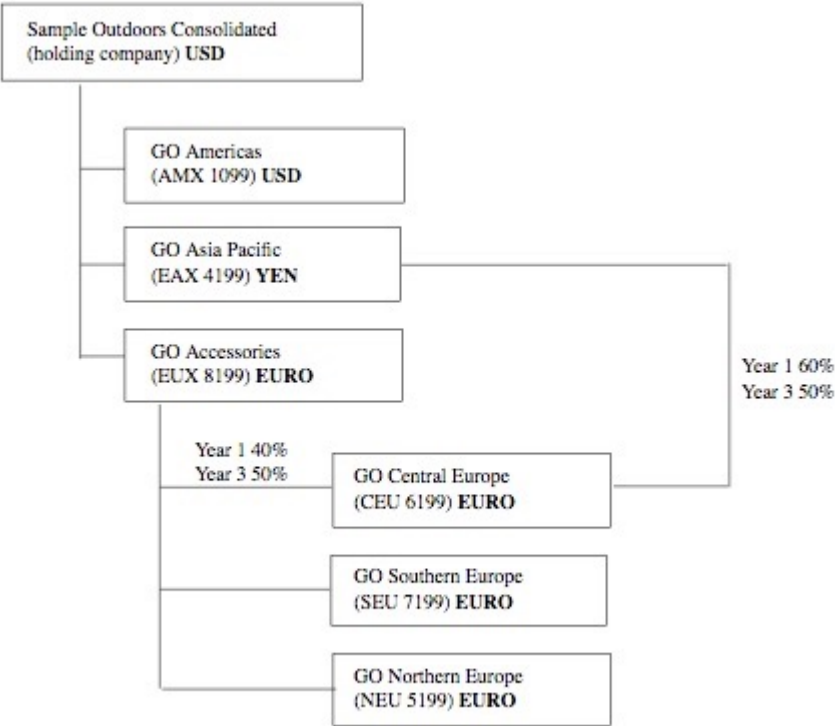 Sample Outdoors Consolidated
(holding company) USD
GO Americas
(AMX 1099) USD
GO Asia Pacific
(EAX 4199) YEN
GO Accessories
(EUX 8199) EURO
Year 1 60%
Year 3 50%
Year 1 40%
Year 3 50%
GO Central Europe
(CEU 6199) EURO
GO Southern Europe
(SEU 7199) EURO
GO Northern Europe
(NEU 5199) EURO